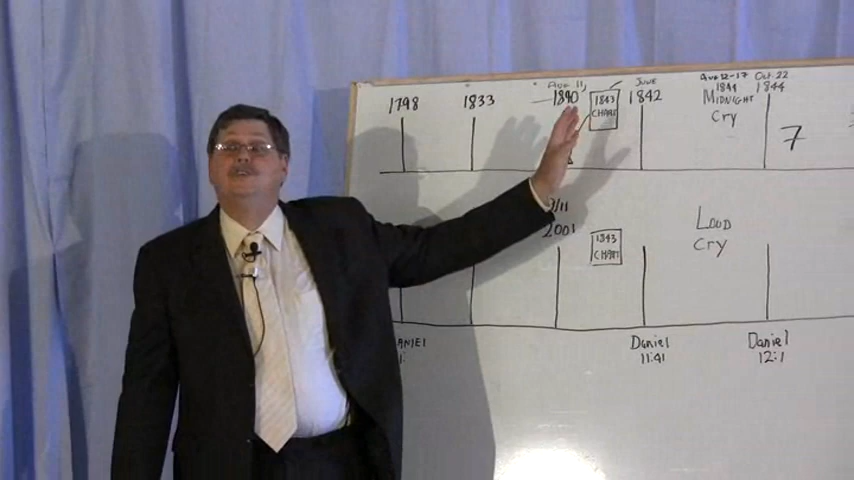 1798
1833
AUG 11,
1840
1843
CHART
JUNE
1842
AUG 12-17
1844
MIDNIGHT
CRY
Oct. 22
1844
7
9/11
2001
1843
CHART
LOUD
CRY
Daniel
11:41
Daniel
12:1